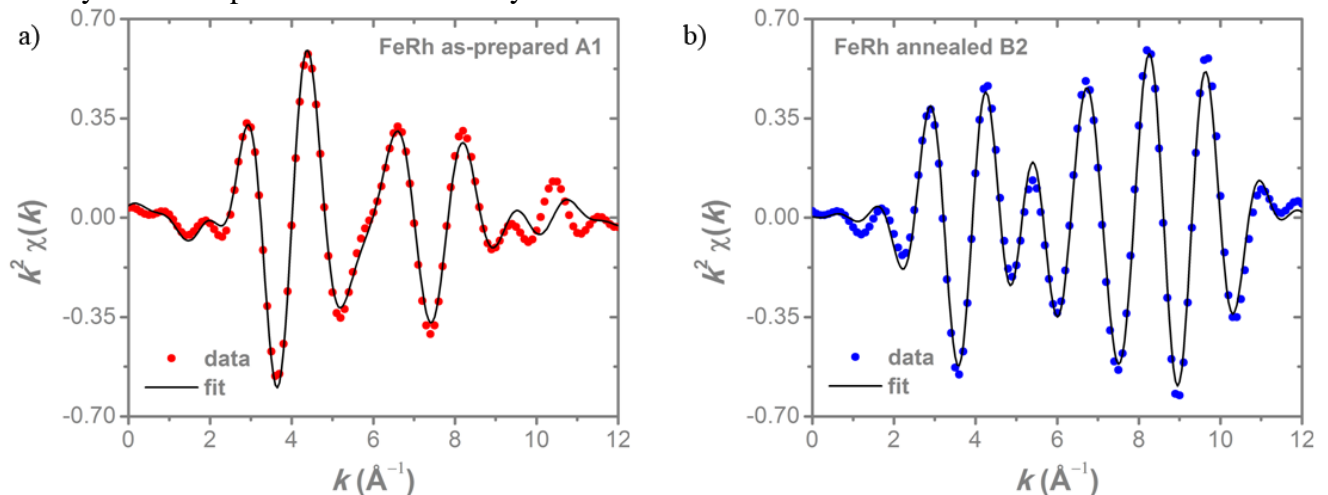 a)
FeRh as-prepared A1
0.70
0.35
0.00
-0.35
-0.70
k² χ(k)
data
fit
0 2 4 6 8 10 12
k (Å⁻¹)
b)
FeRh annealed B2
0.70
0.35
0.00
-0.35
-0.70
k² χ(k)
data
fit
0 2 4 6 8 10 12
k (Å⁻¹)